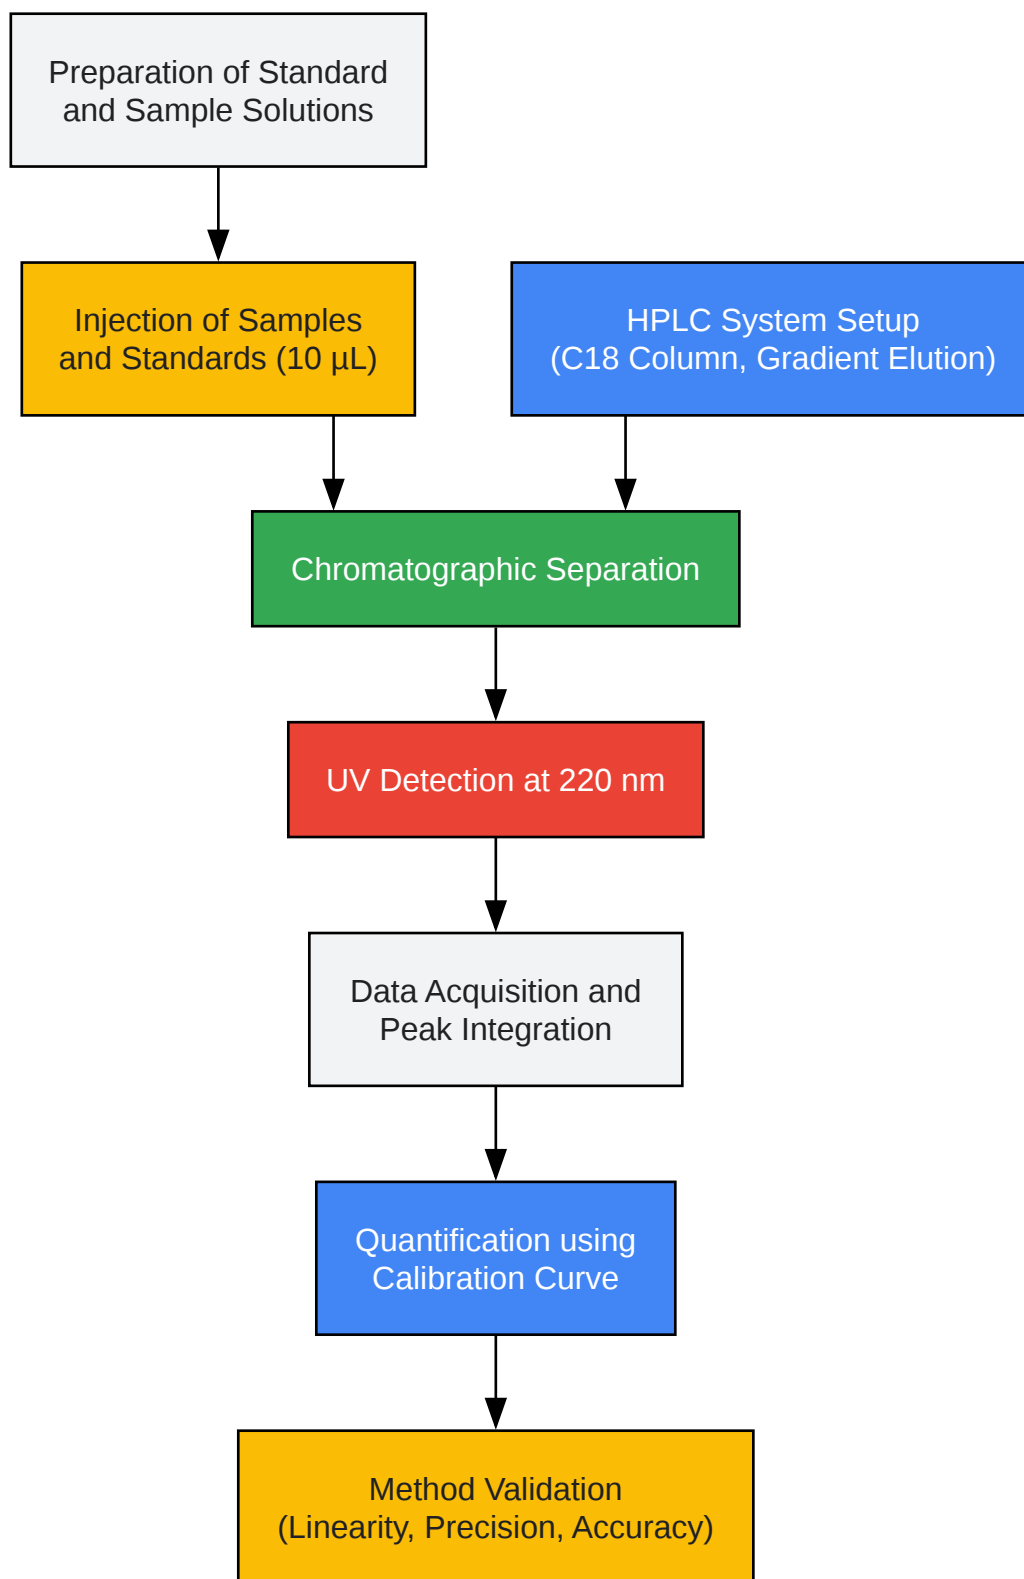 Preparation of Standard
and Sample Solutions
Injection of Samples
and Standards (10 µL)
HPLC System Setup
(C18 Column, Gradient Elution)
Chromatographic Separation
UV Detection at 220 nm
Data Acquisition and
Peak Integration
Quantification using
Calibration Curve
Method Validation
(Linearity, Precision, Accuracy)